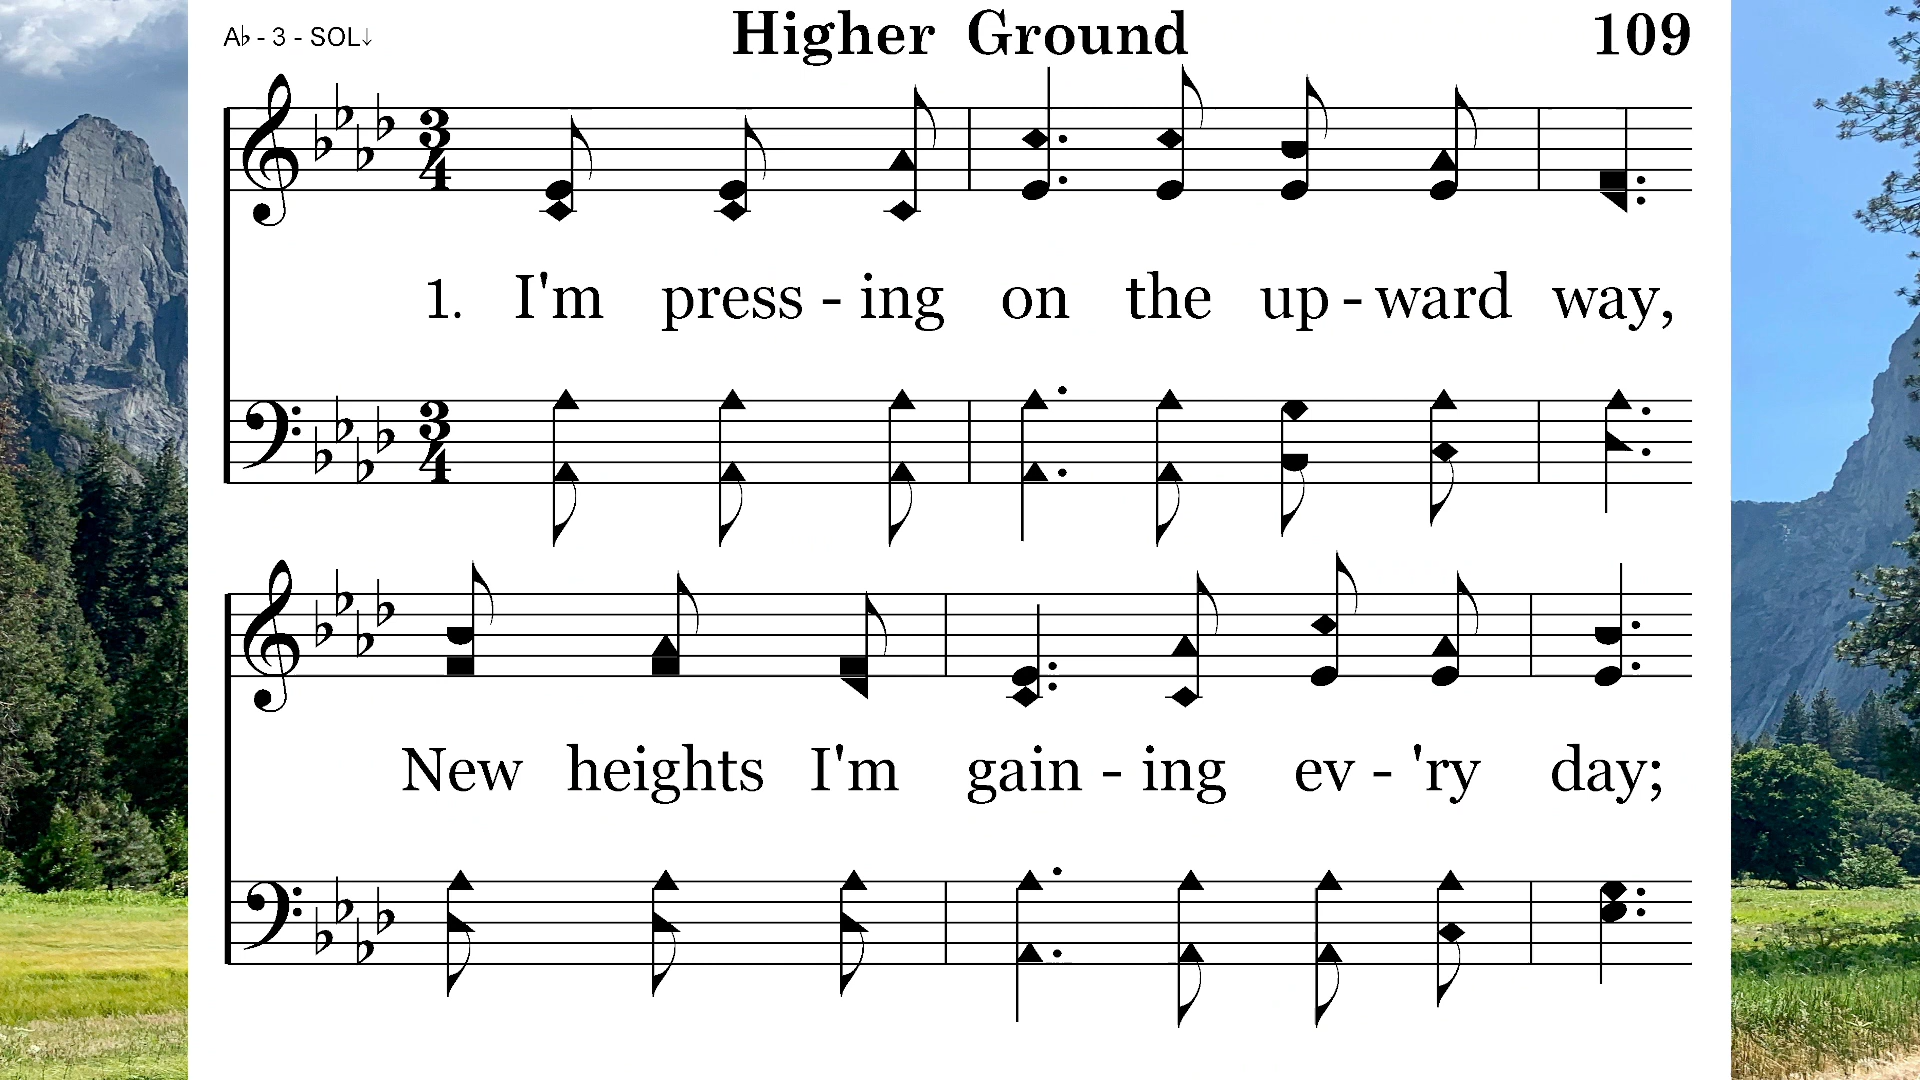 A♭ - 3 - SOL↓
Higher Ground
109
3
4
1. I'm press - ing on the up - ward way,
3
4
New heights I'm gain - ing ev - 'ry day;